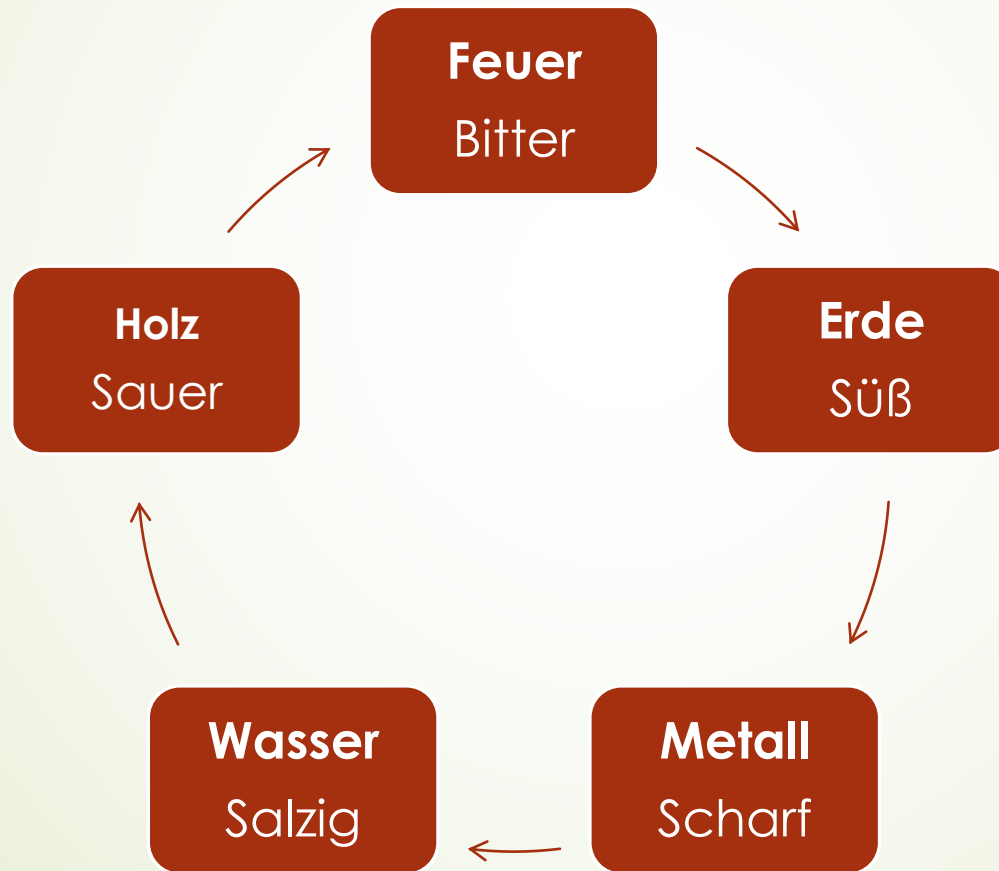 Feuer
Bitter
Erde
Süß
Metall
Scharf
Wasser
Salzig
Holz
Sauer